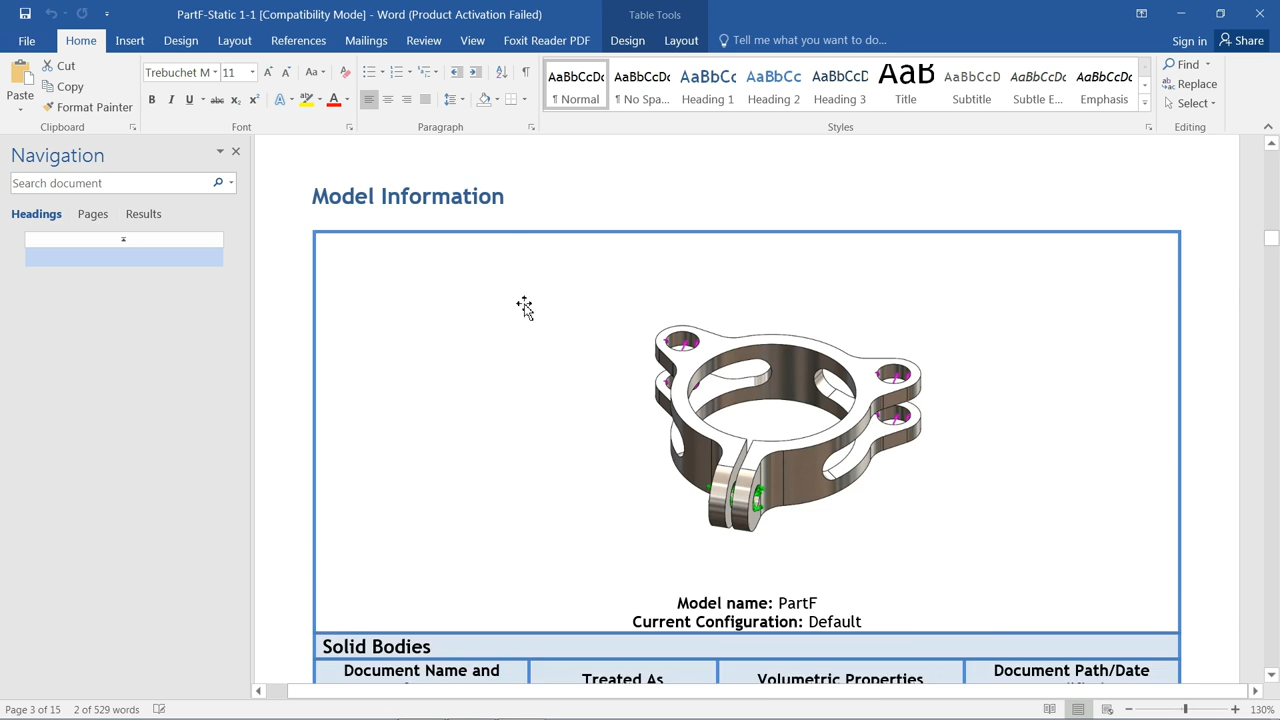 PartF-Static 1-1 [Compatibility Mode] - Word (Product Activation Failed)
Table Tools
File Home Insert Design Layout References Mailings Review View Foxit Reader PDF Design Layout Tell me what you want to do... Sign in Share
Paste
Cut
Copy
Format Painter
Clipboard
Trebuchet M 11
Font
Paragraph
AaBbCcDc AaBbCcDc AaBbCc AaBbCc AaBbCcD AaB AaBbCcD AaBbCcDc AaBbCcDc
¶ Normal ¶ No Spa... Heading 1 Heading 2 Heading 3 Title Subtitle Subtle E... Emphasis
Styles
Find
Replace
Select
Editing
Navigation
Search document
Headings Pages Results
Model Information
Model name: PartF
Current Configuration: Default
Solid Bodies
Document Name and
Treated As
Volumetric Properties
Document Path/Date
Page 3 of 15 2 of 529 words
130%